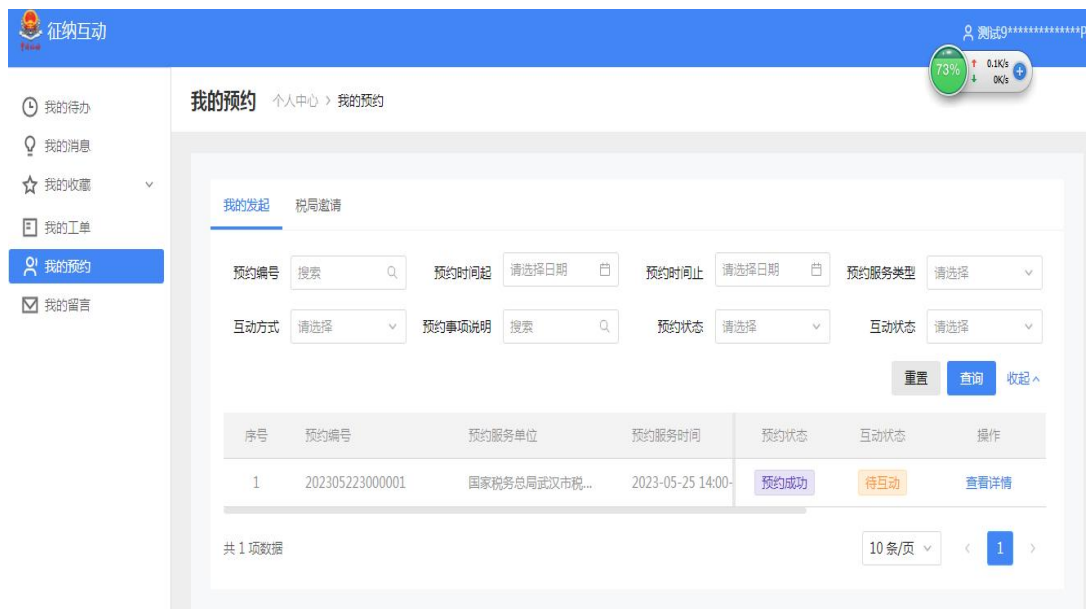 征纳互动
测试9**************p
73%
0.1K/s
0K/s
我的待办
我的消息
我的收藏
我的工单
我的预约
我的留言
我的预约 个人中心 > 我的预约
我的发起 税局邀请
预约编号 搜索 预约时间起 请选择日期 预约时间止 请选择日期 预约服务类型 请选择
互动方式 请选择 预约事项说明 搜索 预约状态 请选择 互动状态 请选择
重置 查询 收起
序号 预约编号 预约服务单位 预约服务时间 预约状态 互动状态 操作
1 202305223000001 国家税务总局武汉市税... 2023-05-25 14:00- 预约成功 待互动 查看详情
共 1 项数据 10 条/页 < 1 >